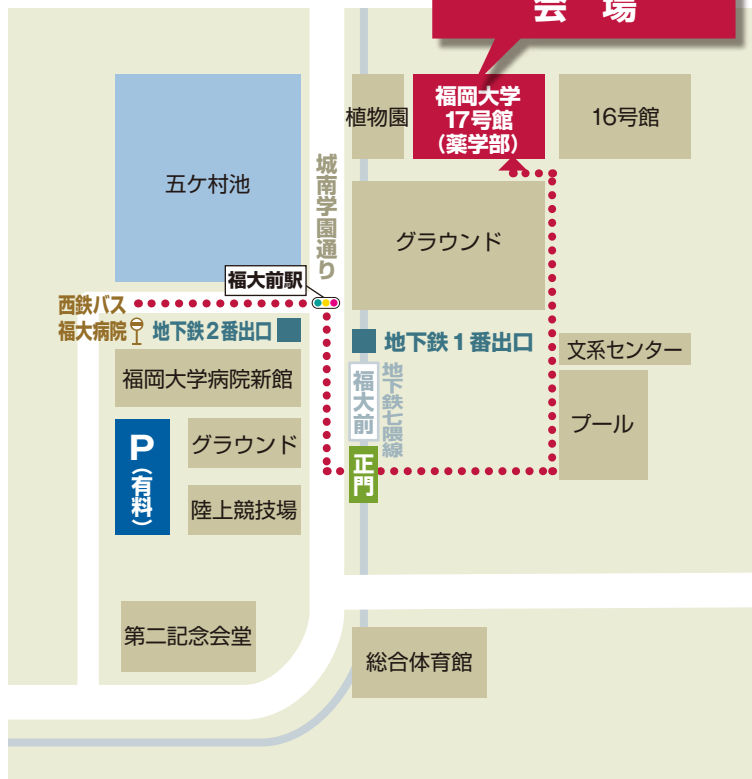 会場
福岡大学
17号館
（薬学部）
植物園
16号館
五ケ村池
城南学園通り
グラウンド
福大前駅
西鉄バス
福大病院
地下鉄２番出口
地下鉄１番出口
文系センター
福岡大学病院新館
福大前
地下鉄七隈線
プール
P
（有料）
グラウンド
正門
陸上競技場
第二記念会堂
総合体育館